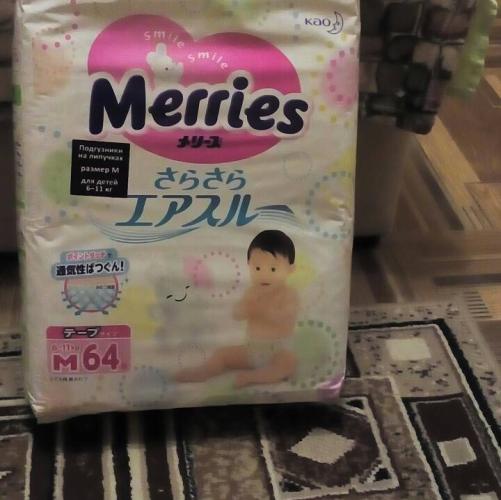 Kao
Smile Smile
Merries
メリーズ
Подгузники
на липучках
размер М
для детей
6-11 кг
さらさら
エアスルー
通気性ばつぐん!
テープ
6-11kg
M64